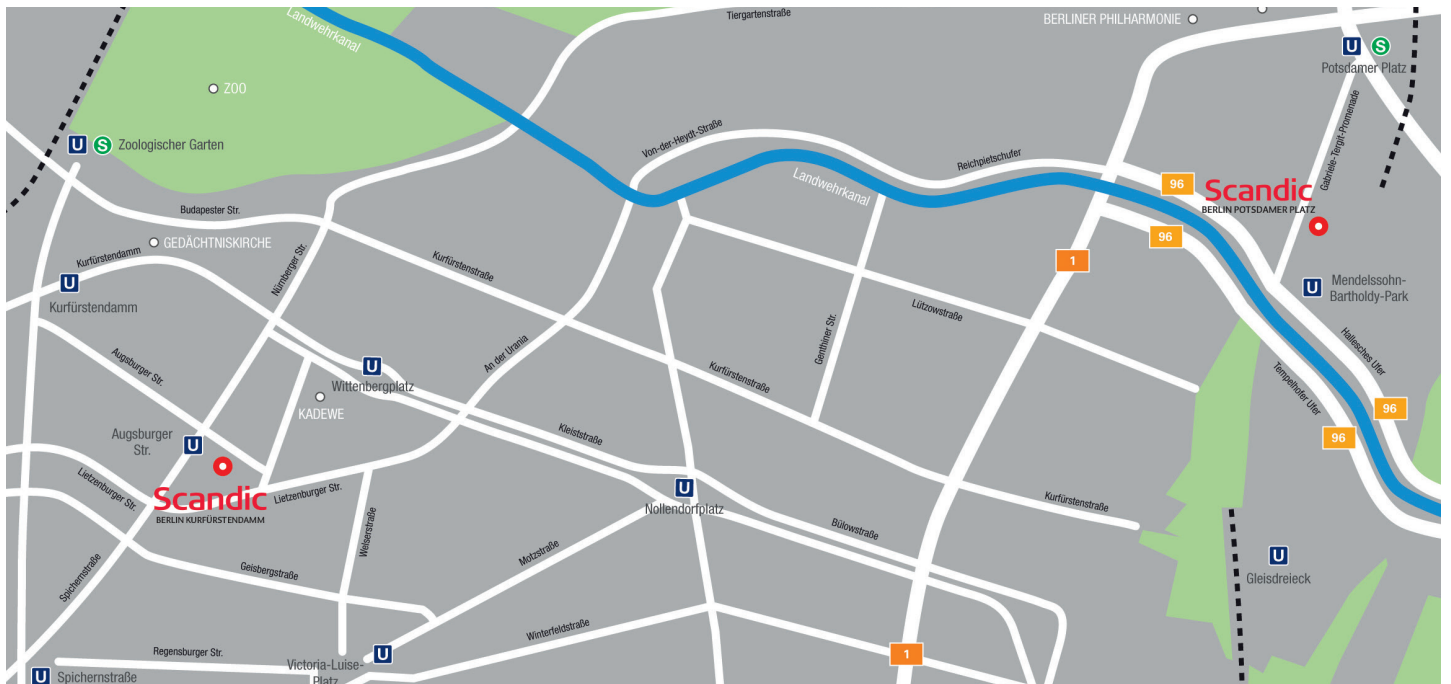 Landwehrkanal
Tiergartenstraße
BERLINER PHILHARMONIE
U
S
Potsdamer Platz
ZOO
U
S
Zoologischer Garten
Von-der-Heydt-Straße
Reichpietschufer
Gabriele-Tergit-Promenade
Landwehrkanal
96
Scandic
BERLIN POTSDAMER PLATZ
Budapester Str.
96
GEDÄCHTNISKIRCHE
Kurfürstendamm
Nürnberger Str.
Kurfürstenstraße
1
U
Kurfürstendamm
U
Mendelssohn-
Bartholdy-Park
Lützowstraße
Genthiner Str.
Hallesches Ufer
An der Urania
Augsburger Str.
U
Wittenbergplatz
Kurfürstenstraße
Tempelhofer Ufer
KADEWE
96
96
Augsburger
Str.
U
Kleiststraße
Lietzenburger Str.
Scandic
BERLIN KURFÜRSTENDAMM
Lietzenburger Str.
U
Nollendorfplatz
Kurfürstenstraße
Welserstraße
Bülowstraße
Motzstraße
U
Gleisdreieck
Geisbergstraße
Spichernstraße
Winterfeldstraße
Regensburger Str.
U
Victoria-Luise-
Platz
1
U
Spichernstraße